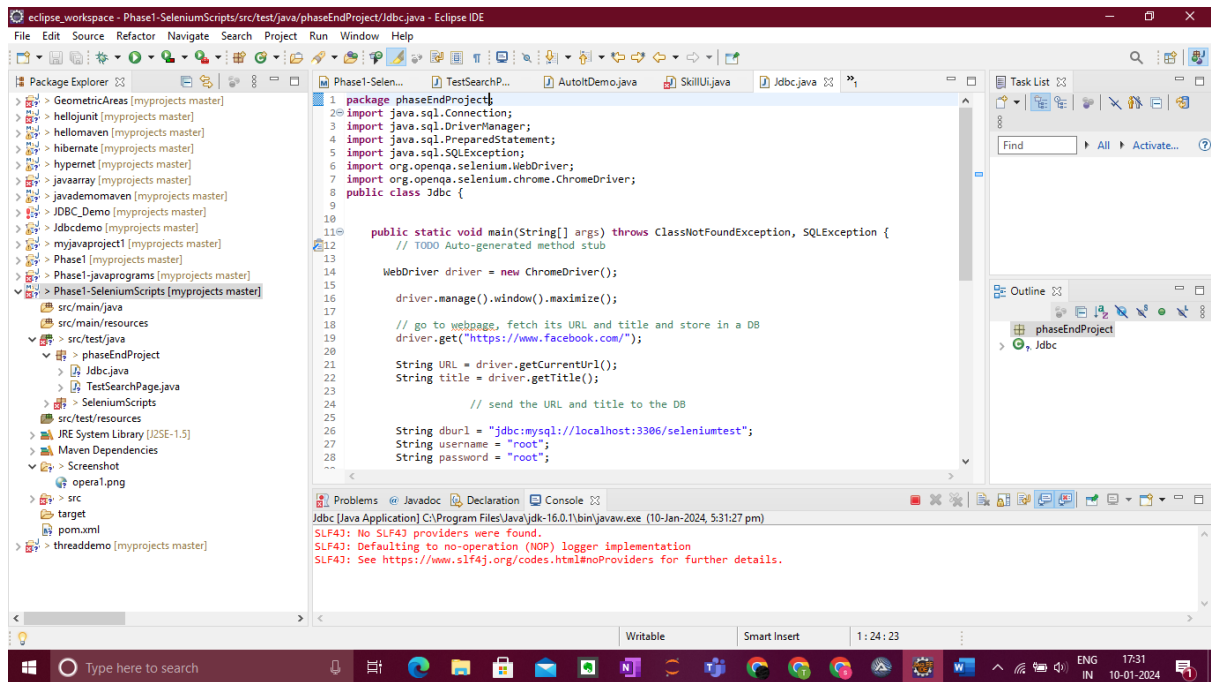 eclipse_workspace - Phase1-SeleniumScripts/src/test/java/phaseEndProject/Jdbc.java - Eclipse IDE
File Edit Source Refactor Navigate Search Project Run Window Help
Package Explorer
> GeometricAreas [myprojects master]
> hellojunit [myprojects master]
> hellomaven [myprojects master]
> hibernate [myprojects master]
> hypernet [myprojects master]
> javaarray [myprojects master]
> javademomaven [myprojects master]
> JDBC_Demo [myprojects master]
> Jdbcdemo [myprojects master]
> myjavaproject1 [myprojects master]
> Phase1 [myprojects master]
> Phase1-javaprograms [myprojects master]
> Phase1-SeleniumScripts [myprojects master]
src/main/java
src/main/resources
> src/test/java
> phaseEndProject
Jdbc.java
TestSearchPage.java
> SeleniumScripts
src/test/resources
JRE System Library [J2SE-1.5]
Maven Dependencies
> Screenshot
opera1.png
> src
target
pom.xml
> threaddemo [myprojects master]
Phase1-Selen... TestSearchP... AutoItDemo.java SkillUi.java Jdbc.java "1
1 package phaseEndProject;
2 import java.sql.Connection;
3 import java.sql.DriverManager;
4 import java.sql.PreparedStatement;
5 import java.sql.SQLException;
6 import org.openqa.selenium.WebDriver;
7 import org.openqa.selenium.chrome.ChromeDriver;
8 public class Jdbc {
9
10
11 public static void main(String[] args) throws ClassNotFoundException, SQLException {
12 // TODO Auto-generated method stub
13
14 WebDriver driver = new ChromeDriver();
15
16 driver.manage().window().maximize();
17
18 // go to webpage, fetch its URL and title and store in a DB
19 driver.get("https://www.facebook.com/");
20
21 String URL = driver.getCurrentUrl();
22 String title = driver.getTitle();
23
24 // send the URL and title to the DB
25
26 String dburl = "jdbc:mysql://localhost:3306/seleniumtest";
27 String username = "root";
28 String password = "root";
Task List
Find All Activate...
Outline
phaseEndProject
Jdbc
Problems @ Javadoc Declaration Console
Jdbc [Java Application] C:\Program Files\Java\jdk-16.0.1\bin\javaw.exe (10-Jan-2024, 5:31:27 pm)
SLF4J: No SLF4J providers were found.
SLF4J: Defaulting to no-operation (NOP) logger implementation
SLF4J: See https://www.slf4j.org/codes.html#noProviders for further details.
Writable Smart Insert 1 : 24 : 23
Type here to search
ENG 17:31
IN 10-01-2024